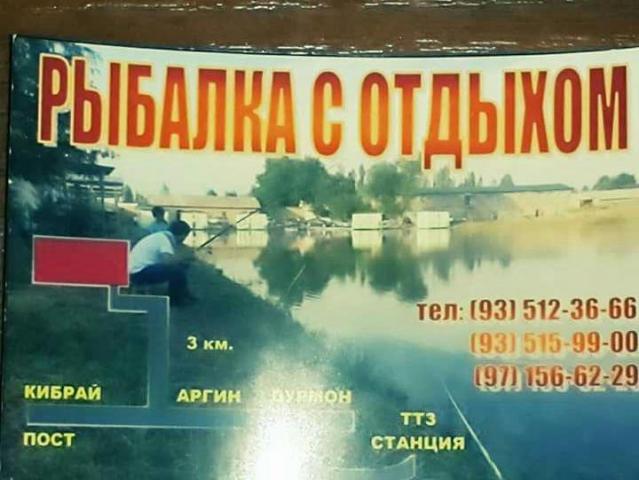 РЫБАЛКА С ОТДЫХОМ
тел: (93) 512-36-66
(93) 515-99-00
(97) 156-62-29
3 км.
КИБРАЙ
АРГИН
ДУРМОН
ПОСТ
ТТЗ
СТАНЦИЯ